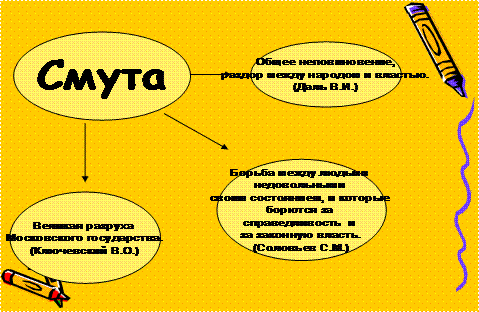 Смута
Общее неповиновение,
раздор между народом и властью.
(Даль В.И.)
Борьба между людьми
недовольными
своим состоянием, и которые
борются за
справедливость и
за законную власть.
(Соловьев С.М.)
Великая разруха
Московского государства.
(Ключевский В.О.)